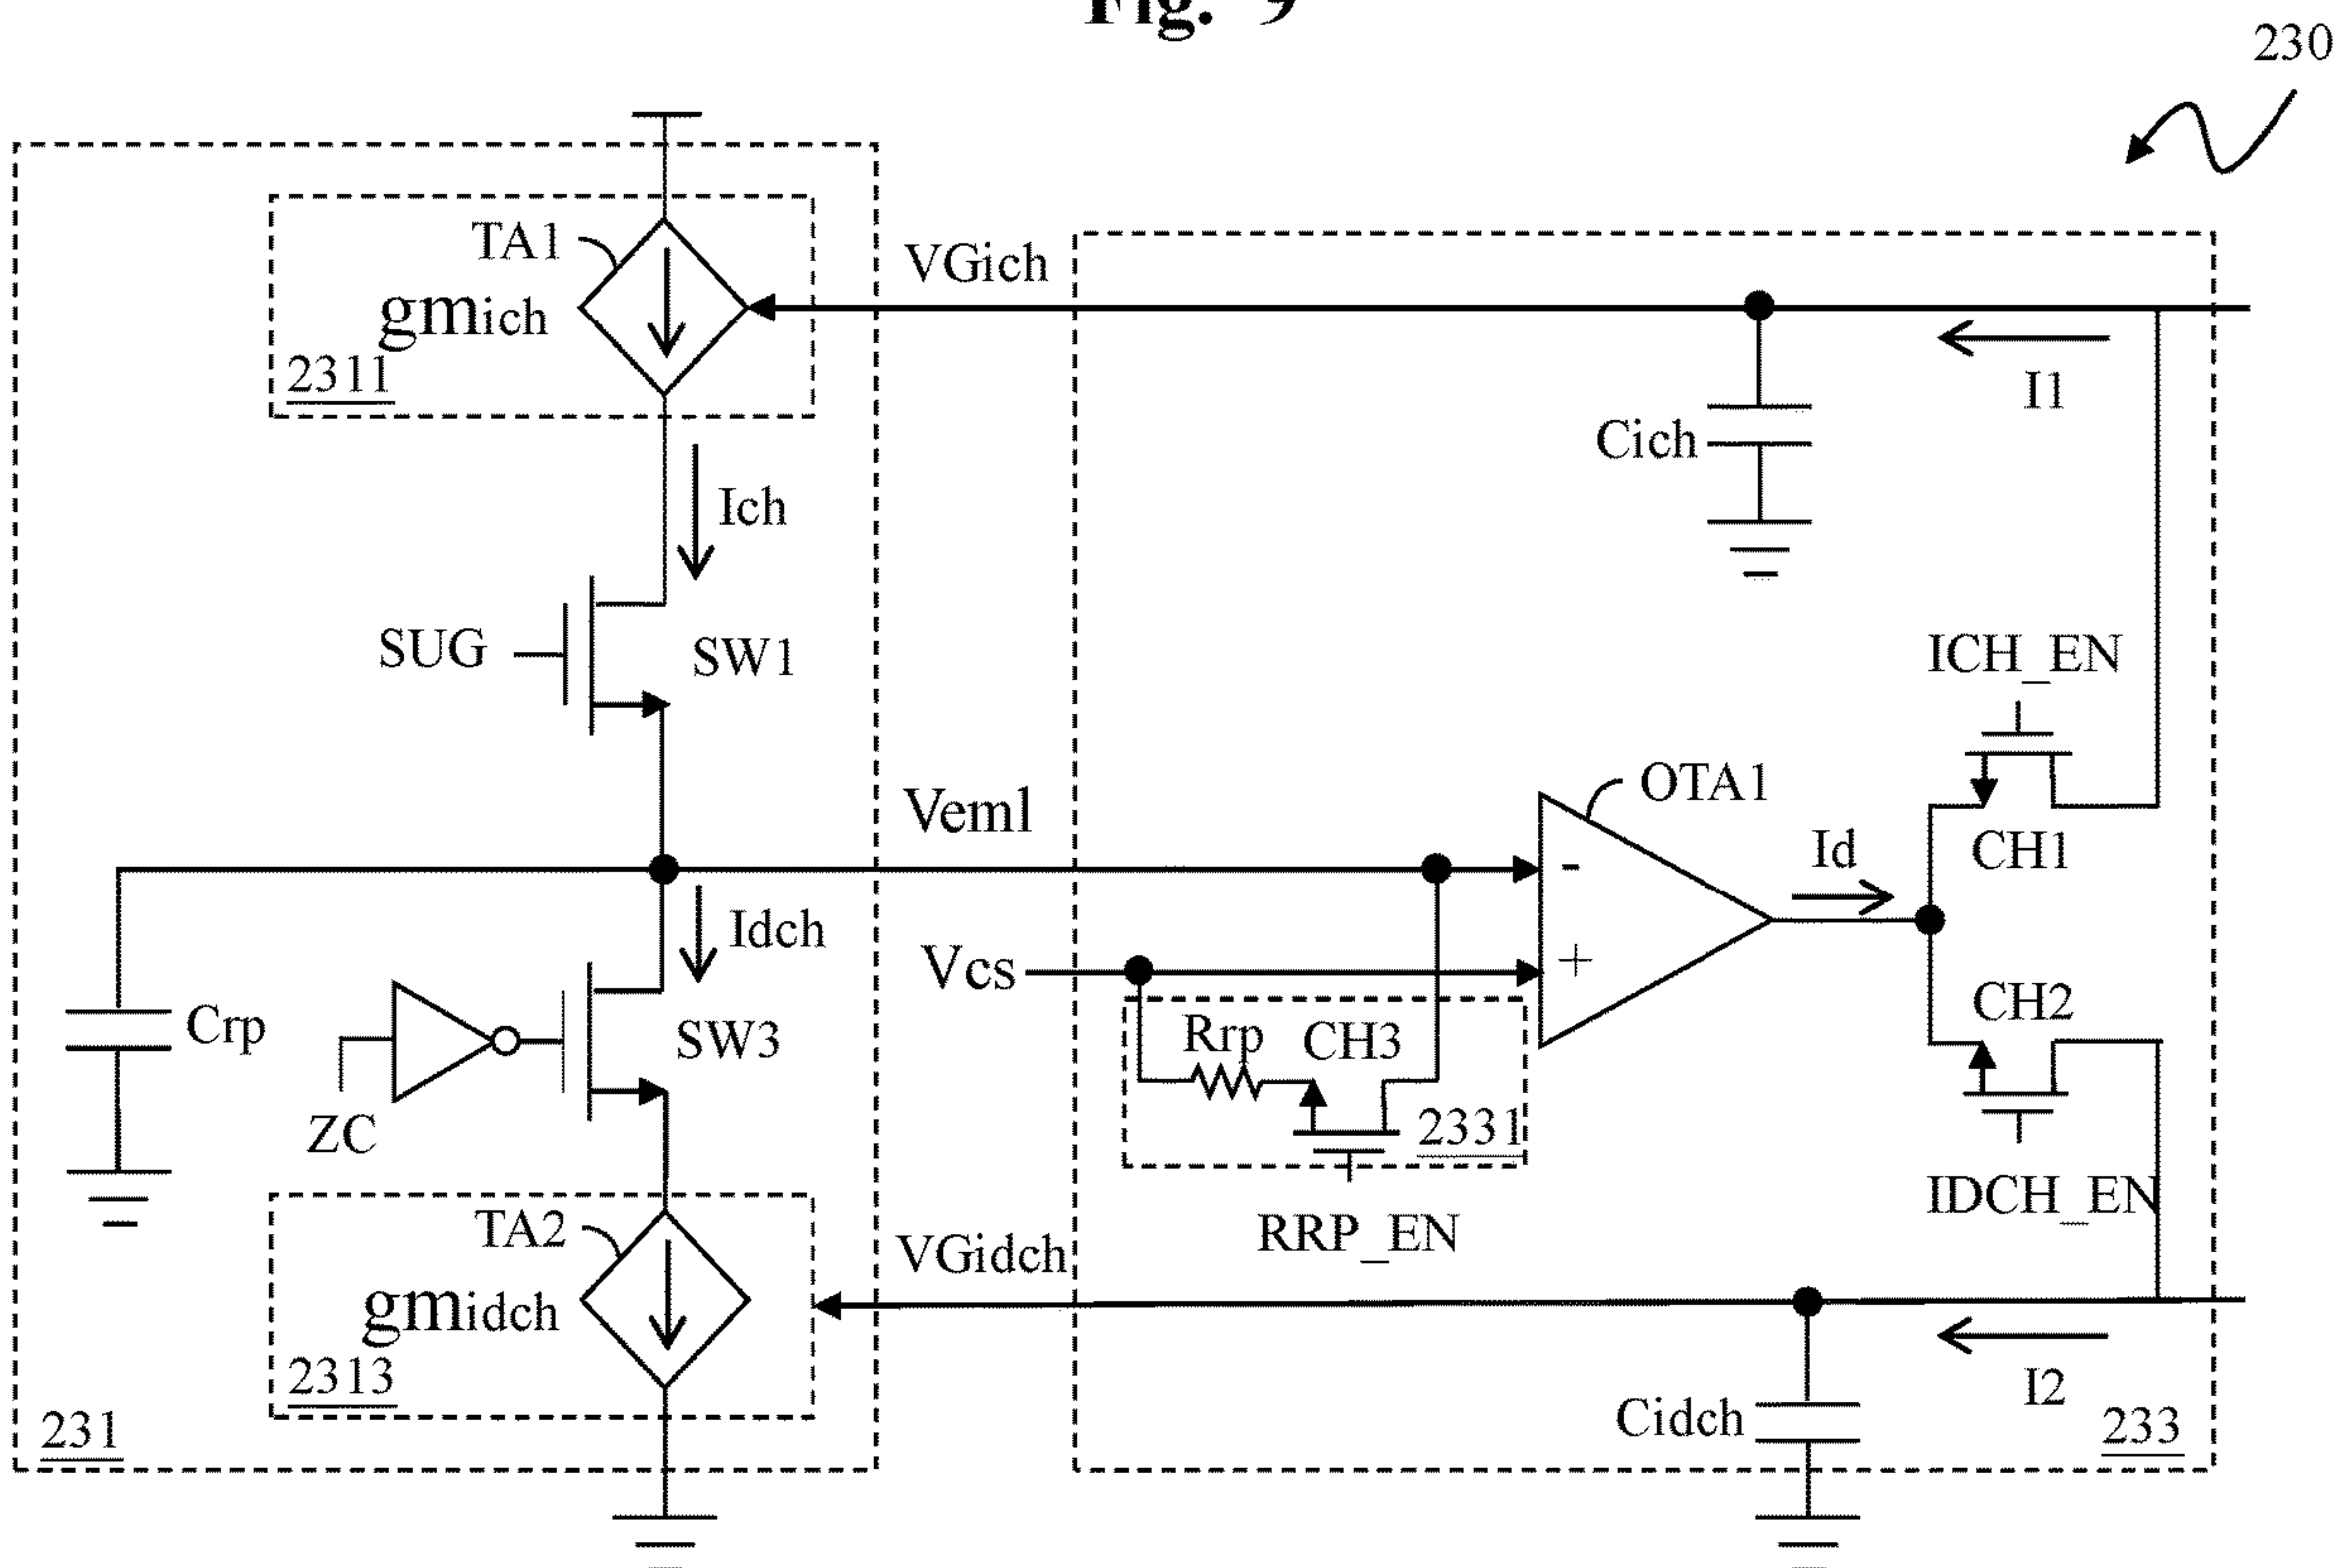 Fig. 9
230
TA1
gmich
2311
VGich
I1
Cich
Ich
SUG
SW1
ICH_EN
OTA1
Veml
Id
CH1
Idch
Vcs
CH2
Crp
SW3
Rrp
CH3
ZC
2331
IDCH_EN
RRP_EN
TA2
gmidch
VGidch
2313
I2
Cidch
231
233
-
+